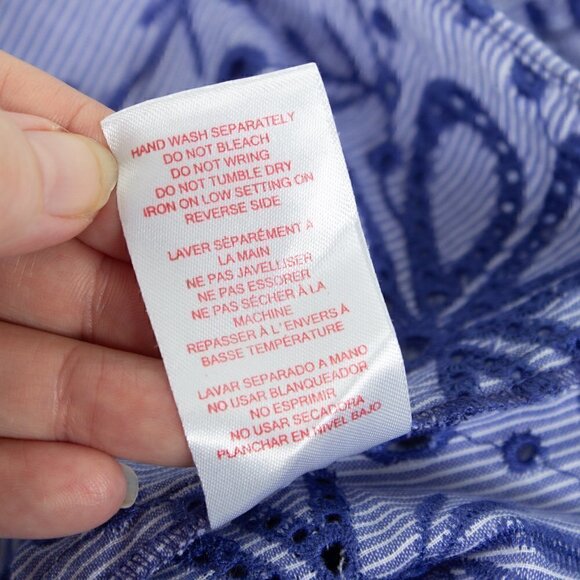 HAND WASH SEPARATELY
DO NOT BLEACH
DO NOT WRING
DO NOT TUMBLE DRY
IRON ON LOW SETTING ON
REVERSE SIDE
LAVER SÉPARÉMENT À
LA MAIN
NE PAS JAVELLISER
NE PAS ESSORER
NE PAS SÉCHER À LA
MACHINE
REPASSER À L'ENVERS À
BASSE TEMPÉRATURE
LAVAR SEPARADO A MANO
NO USAR BLANQUEADOR
NO ESPRIMIR
NO USAR SECADORA
PLANCHAR EN NIVEL BAJO